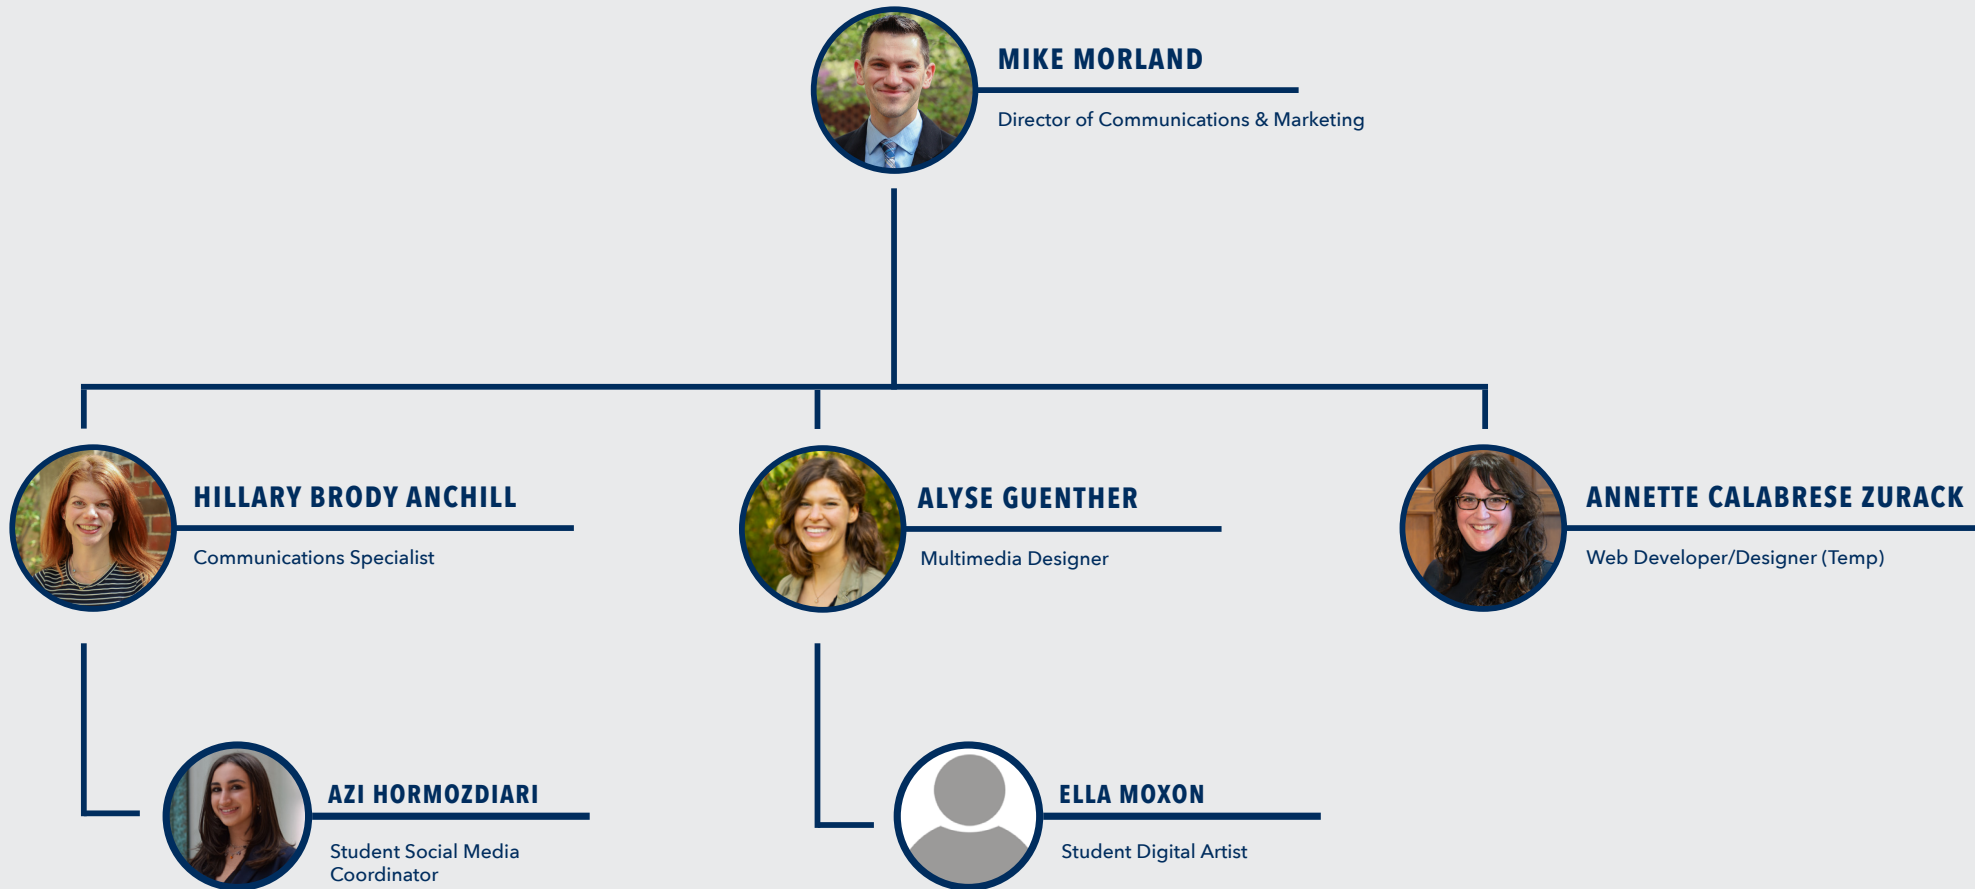 MIKE MORLAND
Director of Communications & Marketing
HILLARY BRODY ANCHILL
Communications Specialist
ALYSE GUENTHER
Multimedia Designer
ANNETTE CALABRESE ZURACK
Web Developer/Designer (Temp)
AZI HORMOZDIARI
Student Social Media
Coordinator
ELLA MOXON
Student Digital Artist